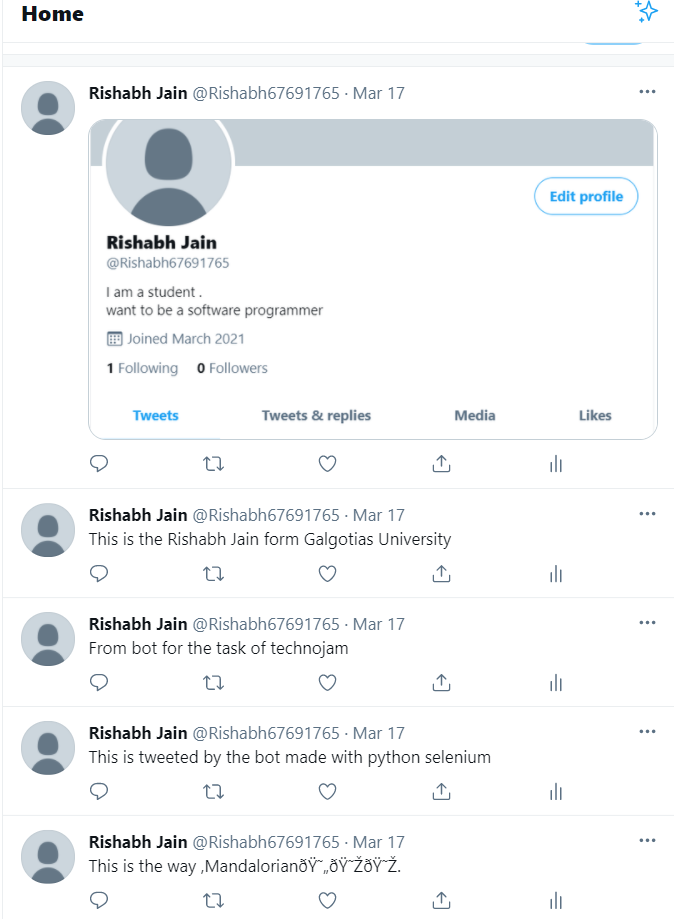 Home
Rishabh Jain @Rishabh67691765 · Mar 17
Edit profile
Rishabh Jain
@Rishabh67691765
I am a student .
want to be a software programmer
Joined March 2021
1 Following 0 Followers
Tweets Tweets & replies Media Likes
Rishabh Jain @Rishabh67691765 · Mar 17
This is the Rishabh Jain form Galgotias University
Rishabh Jain @Rishabh67691765 · Mar 17
From bot for the task of technojam
Rishabh Jain @Rishabh67691765 · Mar 17
This is tweeted by the bot made with python selenium
Rishabh Jain @Rishabh67691765 · Mar 17
This is the way ,MandalorianðŸ˜„ðŸ˜ŽðŸ˜Ž.